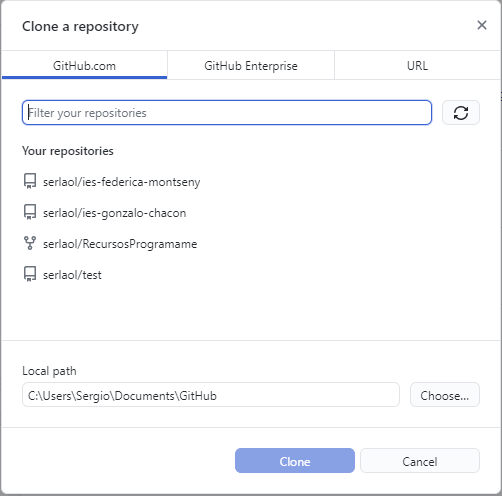 Clone a repository
GitHub.com
GitHub Enterprise
URL
Filter your repositories
Your repositories
serlaol/ies-federica-montseny
serlaol/ies-gonzalo-chacon
serlaol/RecursosProgramame
serlaol/test
Local path
C:\Users\Sergio\Documents\GitHub
Choose...
Clone
Cancel